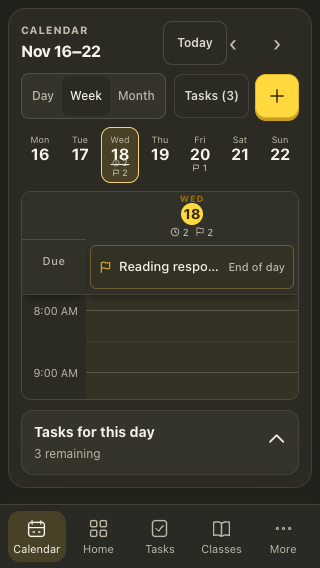 CALENDAR
Nov 16–22
Today
Day Week Month Tasks (3)
Mon Tue Wed Thu Fri Sat Sun
16 17 18 19 20 21 22
2 1
WED
18
2 2
Due
Reading respo... End of day
8:00 AM
9:00 AM
Tasks for this day
3 remaining
Calendar Home Tasks Classes More